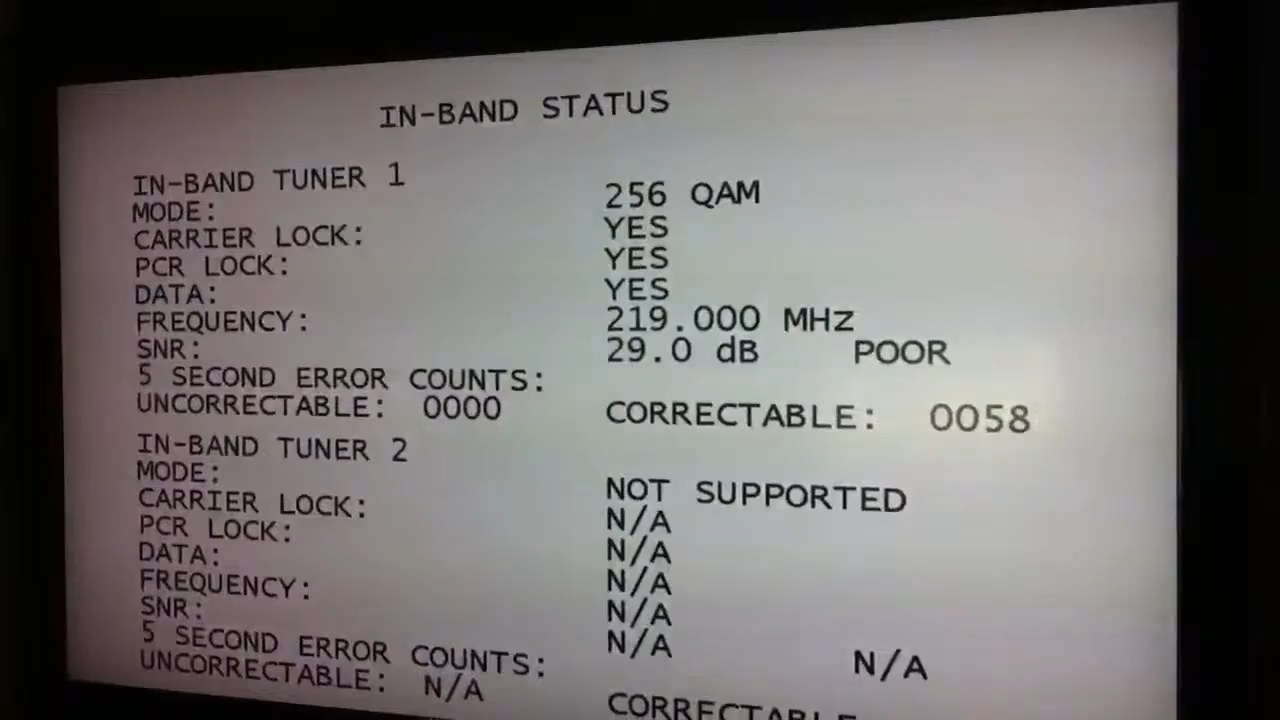 IN-BAND STATUS
IN-BAND TUNER 1
MODE: 256 QAM
CARRIER LOCK: YES
PCR LOCK: YES
DATA: YES
FREQUENCY: 219.000 MHz
SNR: 29.0 dB POOR
5 SECOND ERROR COUNTS:
UNCORRECTABLE: 0000 CORRECTABLE: 0058
IN-BAND TUNER 2
MODE: NOT SUPPORTED
CARRIER LOCK: N/A
PCR LOCK: N/A
DATA: N/A
FREQUENCY: N/A
SNR: N/A N/A
5 SECOND ERROR COUNTS:
UNCORRECTABLE: N/A CORRECTABLE